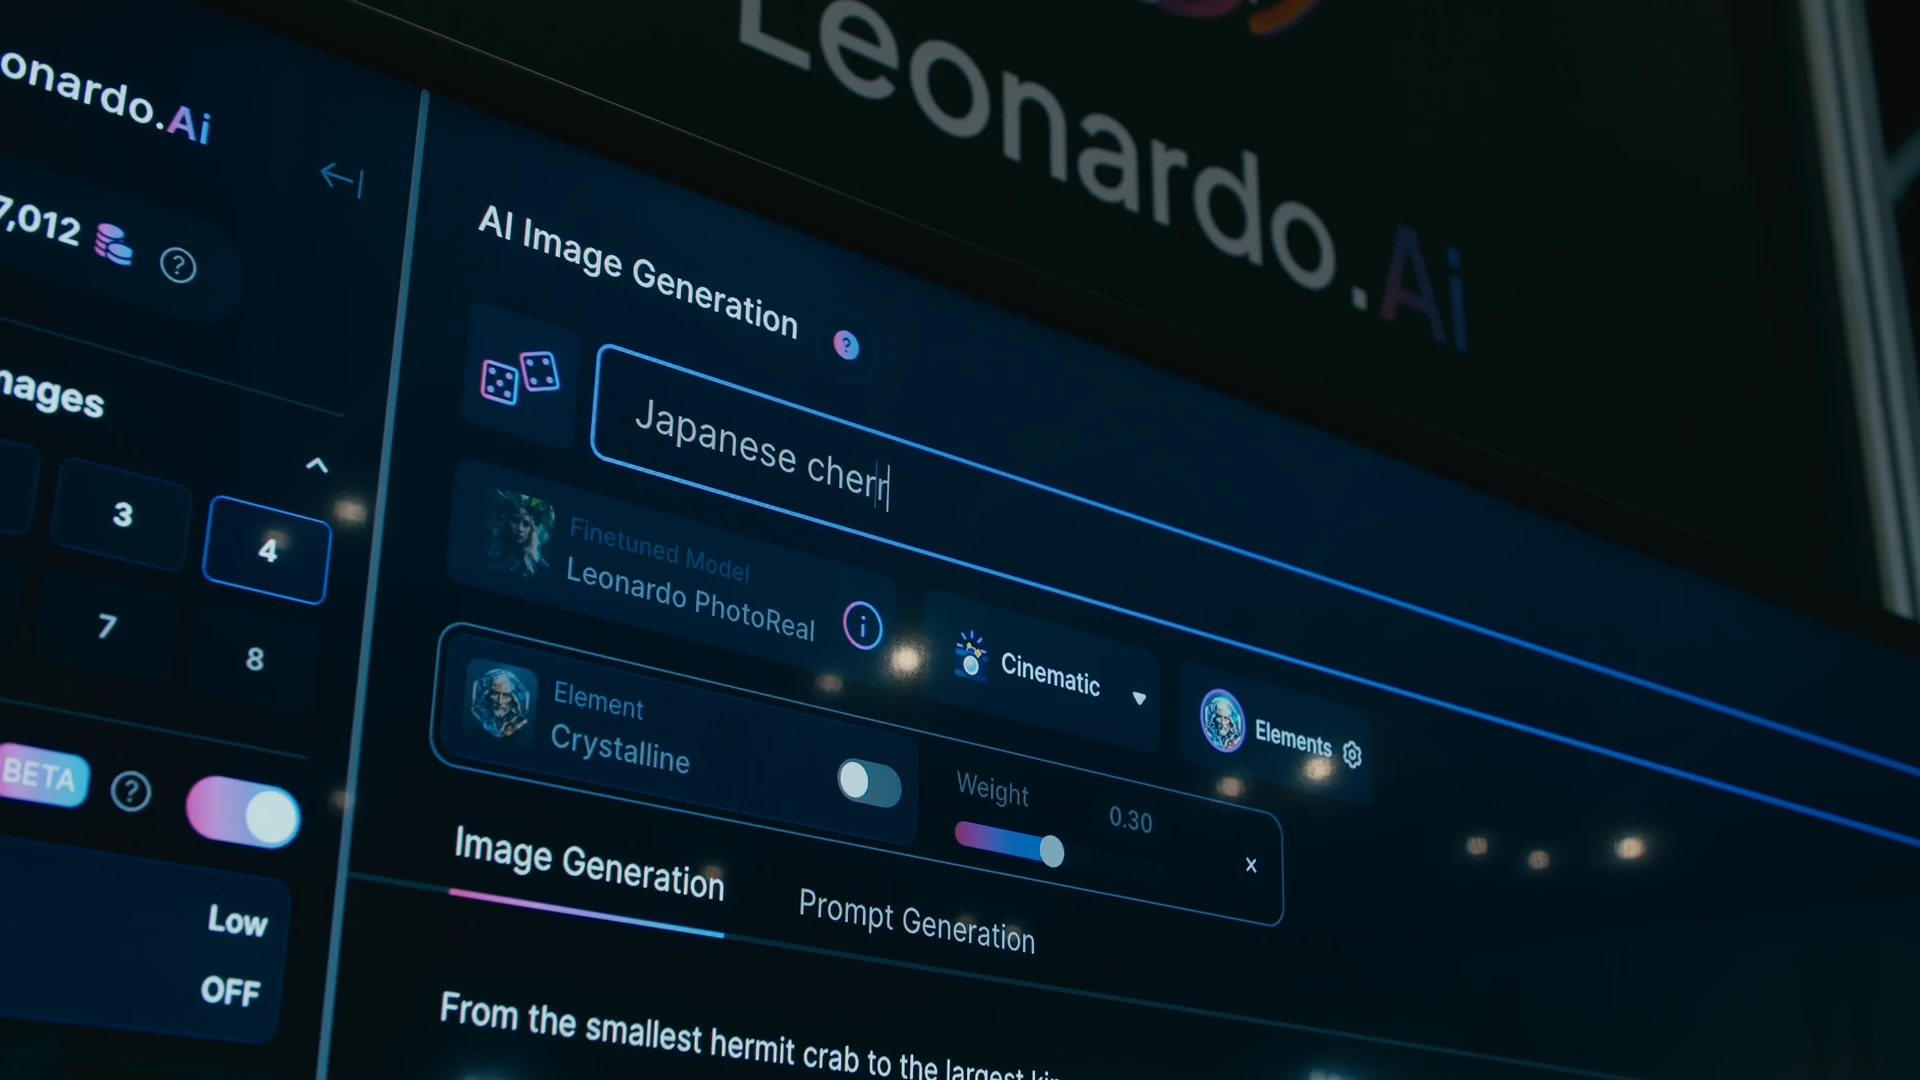 Leonardo.Ai
onardo.Ai
7,012
?
AI Image Generation
?
Japanese cherr
mages
3
4
7
8
Finetuned Model
Leonardo PhotoReal
i
Cinematic
Elements
Element
Crystalline
Weight
0.30
x
BETA
?
Image Generation
Prompt Generation
Low
OFF
From the smallest hermit crab to the largest